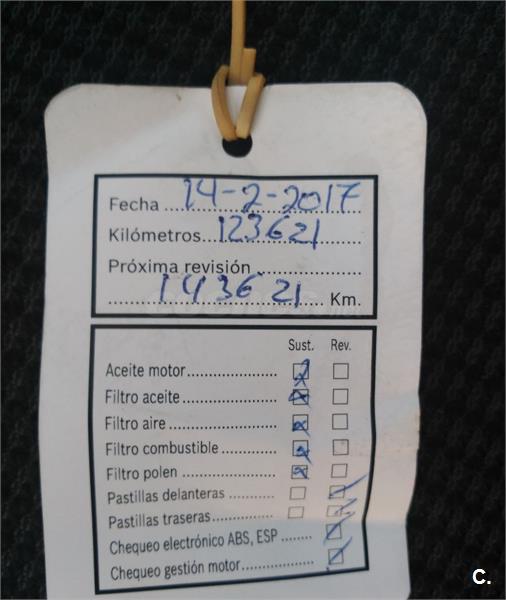 Fecha ........ 14-2-2017
Kilómetros... 123621
Próxima revisión ..................
........ 143621 ..... Km.
Sust. Rev.
Aceite motor.......................
Filtro aceite .......................
Filtro aire ...........................
Filtro combustible ...............
Filtro polen ........................
Pastillas delanteras ..............
Pastillas traseras..................
Chequeo electrónico ABS, ESP ........
Chequeo gestión motor..................
C.